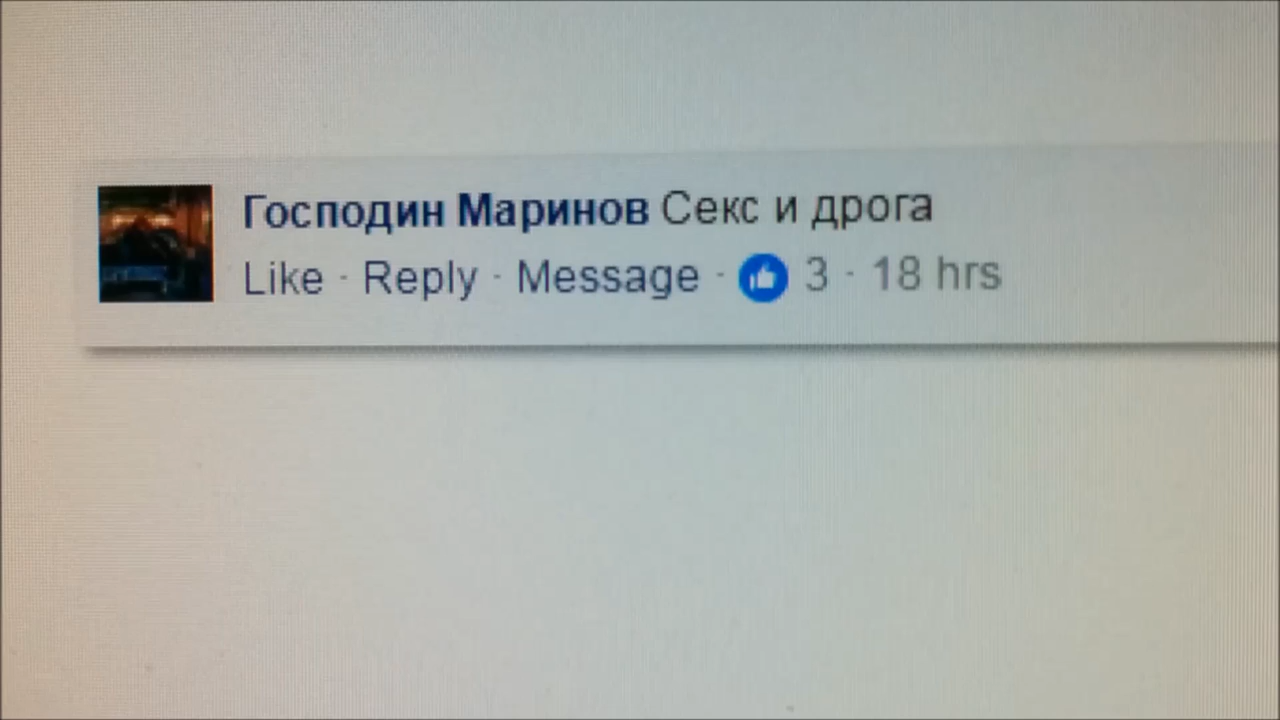 Господин Маринов Секс и дрога
Like · Reply · Message · 3 · 18 hrs